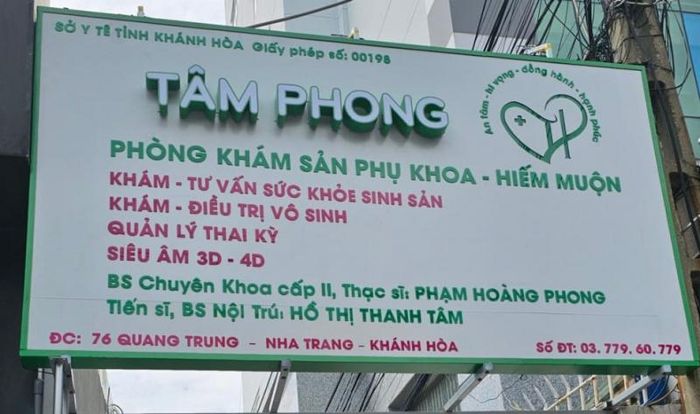 SỞ Y TẾ TỈNH KHÁNH HÒA Giấy phép số: 00198
TÂM PHONG
An tâm - hi vọng - đồng hành - hạnh phúc
PHÒNG KHÁM SẢN PHỤ KHOA - HIẾM MUỘN
KHÁM - TƯ VẤN SỨC KHỎE SINH SẢN
KHÁM - ĐIỀU TRỊ VÔ SINH
QUẢN LÝ THAI KỲ
SIÊU ÂM 3D - 4D
BS Chuyên Khoa cấp II, Thạc sĩ: PHẠM HOÀNG PHONG
Tiến sĩ, BS Nội Trú: HỒ THỊ THANH TÂM
ĐC: 76 QUANG TRUNG - NHA TRANG - KHÁNH HÒA Số ĐT: 03. 779. 60. 779